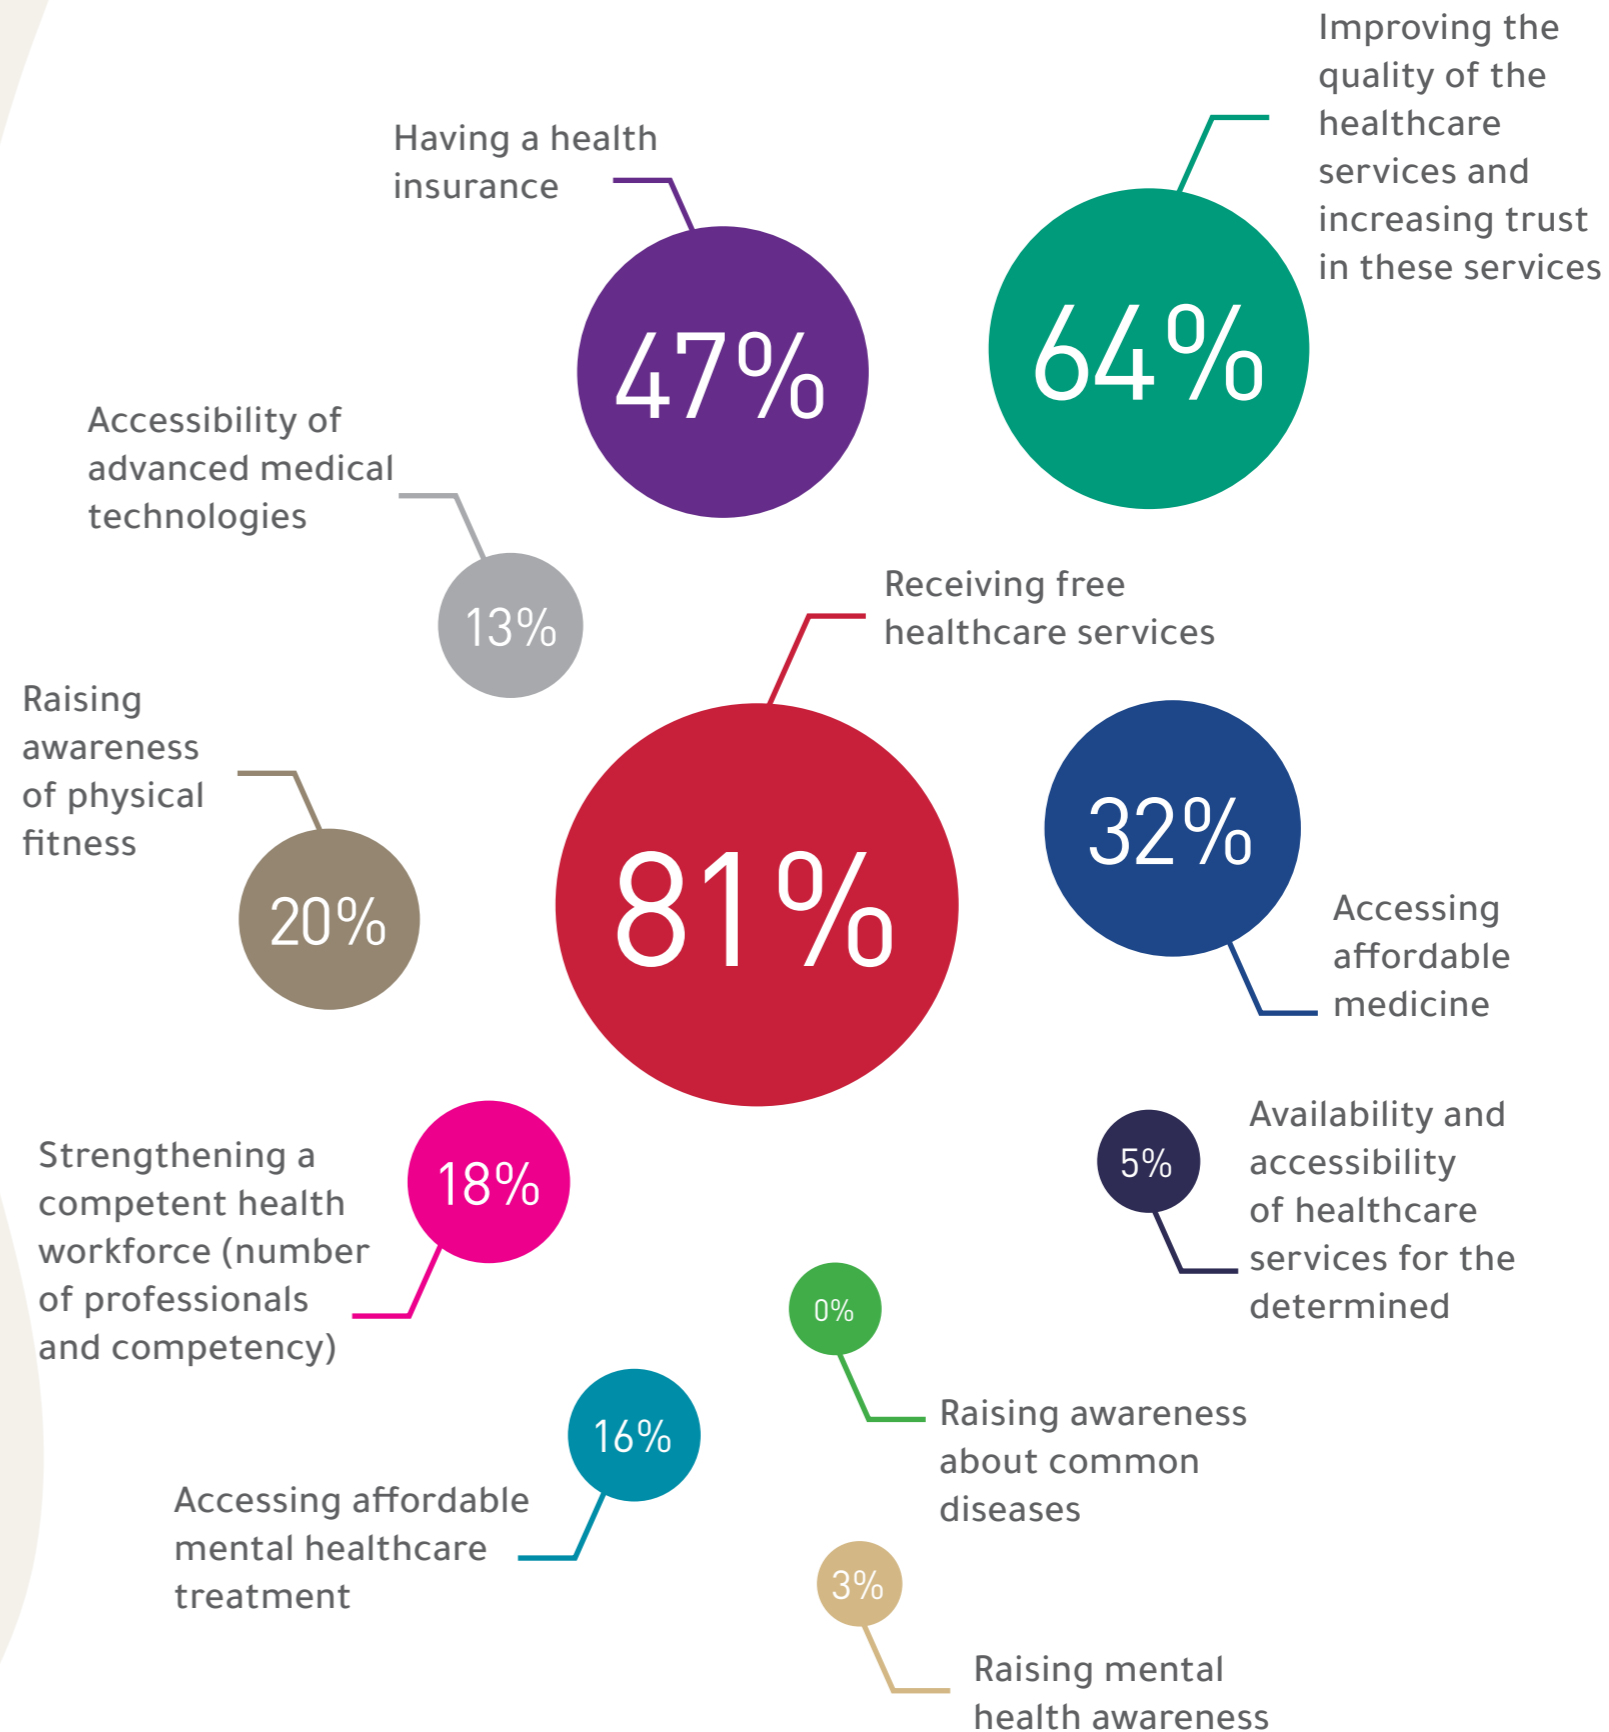 Improving the
quality of the
healthcare
services and
increasing trust
in these services
64%
Having a health
insurance
47%
Accessibility of
advanced medical
technologies
13%
Receiving free
healthcare services
81%
Raising
awareness
of physical
fitness
20%
32%
Accessing
affordable
medicine
Strengthening a
competent health
workforce (number
of professionals
and competency)
18%
5%
Availability and
accessibility
of healthcare
services for the
determined
0%
Raising awareness
about common
diseases
16%
Accessing affordable
mental healthcare
treatment
3%
Raising mental
health awareness